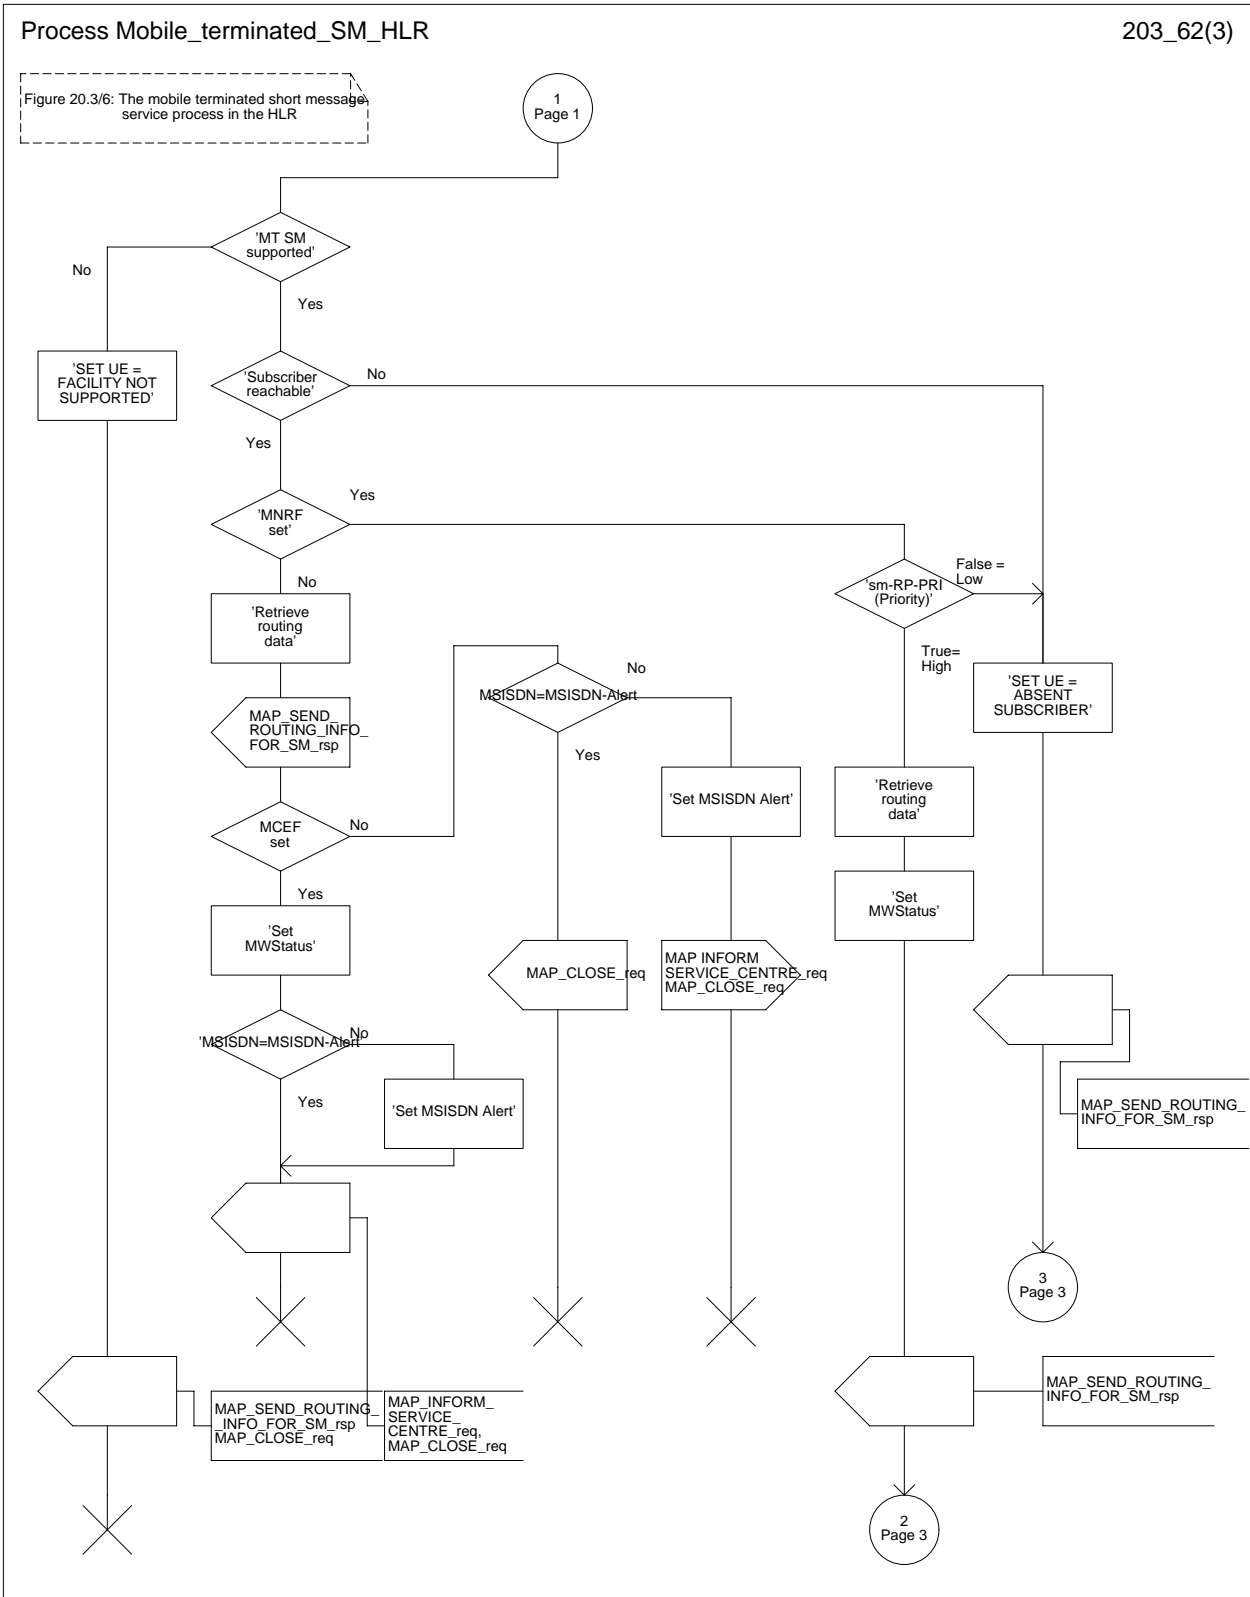 Process Mobile_terminated_SM_HLR
203_62(3)
Figure 20.3/6: The mobile terminated short message
service process in the HLR
1
Page 1
'MT SM
supported'
No
Yes
'SET UE =
FACILITY NOT
SUPPORTED'
'Subscriber
reachable'
No
Yes
'MNRF
set'
Yes
No
'sm-RP-PRI
(Priority)'
False =
Low
True=
High
'Retrieve
routing
data'
MSISDN=MSISDN-Alert
No
Yes
'SET UE =
ABSENT
SUBSCRIBER'
MAP_SEND_
ROUTING_INFO_
FOR_SM_rsp
'Set MSISDN Alert'
'Retrieve
routing
data'
MCEF
set
No
Yes
'Set
MWStatus'
'Set
MWStatus'
MAP_CLOSE_req
MAP INFORM
SERVICE_CENTRE_req
MAP_CLOSE_req
'MSISDN=MSISDN-Alert'
No
Yes
'Set MSISDN Alert'
MAP_SEND_ROUTING_
INFO_FOR_SM_rsp
3
Page 3
MAP_SEND_ROUTING_
_INFO_FOR_SM_rsp
MAP_CLOSE_req
MAP_INFORM_
SERVICE_
CENTRE_req,
MAP_CLOSE_req
MAP_SEND_ROUTING_
INFO_FOR_SM_rsp
2
Page 3